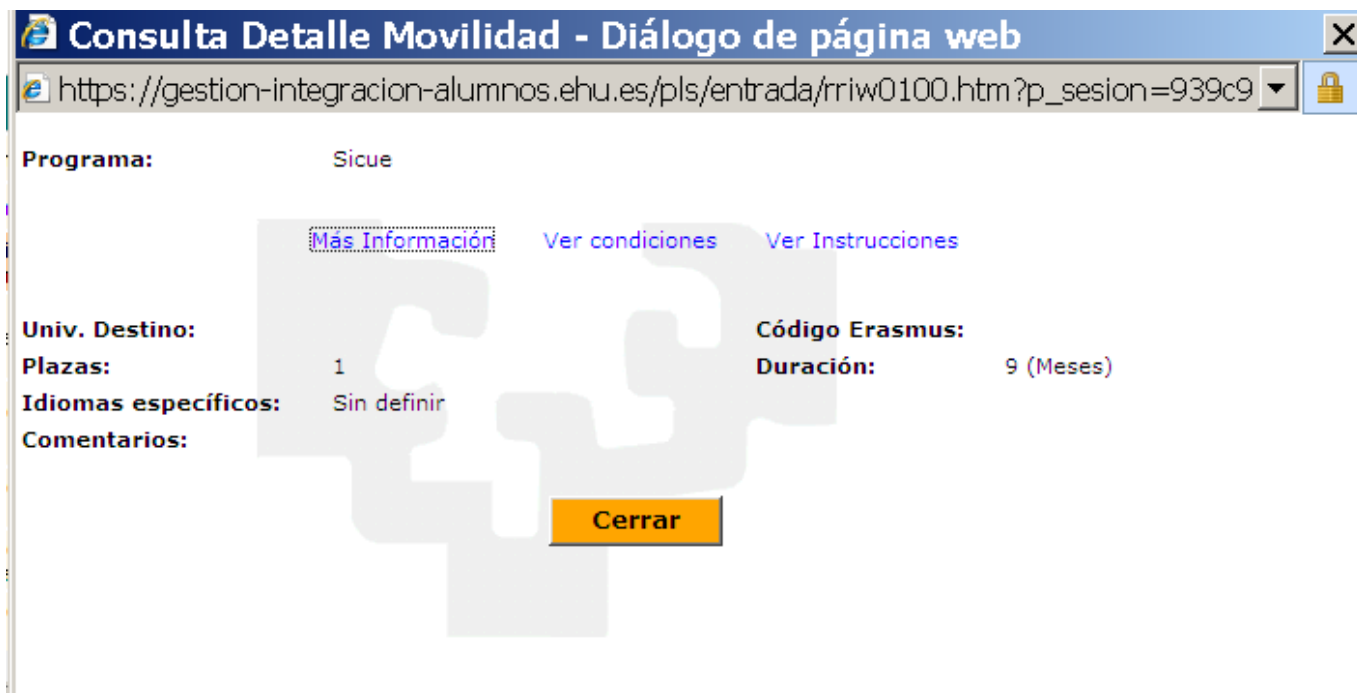 Consulta Detalle Movilidad - Diálogo de página web
https://gestion-integracion-alumnos.ehu.es/pls/entrada/rriw0100.htm?p_sesion=939c9
Programa: Sicue
Más Información Ver condiciones Ver Instrucciones
Univ. Destino: Código Erasmus:
Plazas: 1 Duración: 9 (Meses)
Idiomas específicos: Sin definir
Comentarios:
Cerrar